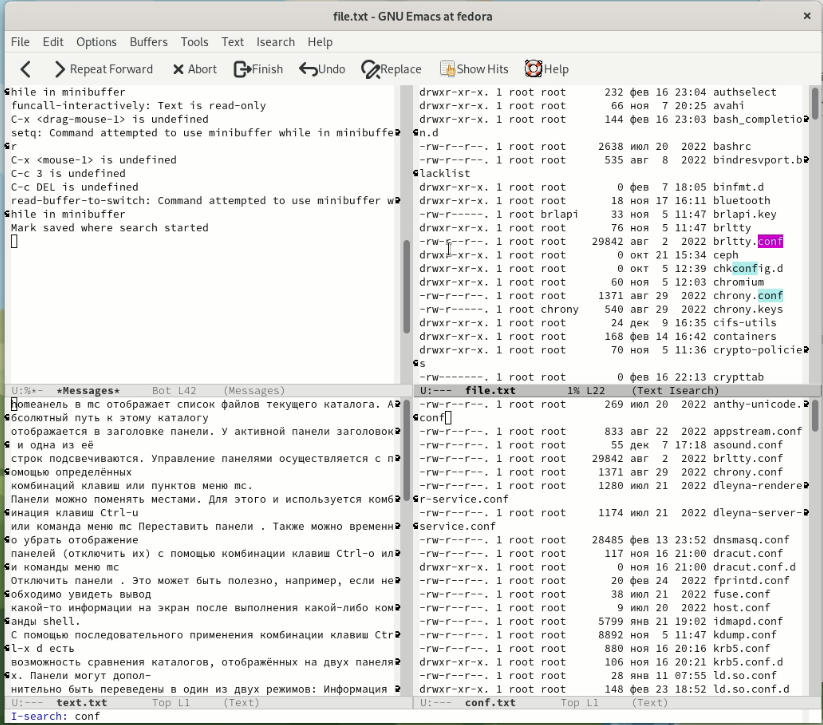 file.txt - GNU Emacs at fedora
File Edit Options Buffers Tools Text Isearch Help
Repeat Forward Abort Finish Undo Replace Show Hits Help
hile in minibuffer
funcall-interactively: Text is read-only
C-x <drag-mouse-1> is undefined
setq: Command attempted to use minibuffer while in minibuffe
r
C-x <mouse-1> is undefined
C-c 3 is undefined
C-c DEL is undefined
read-buffer-to-switch: Command attempted to use minibuffer w
hile in minibuffer
Mark saved where search started
U:%*- *Messages* Bot L42 (Messages)
drwxr-xr-x. 1 root root 232 фев 16 23:04 authselect
drwxr-xr-x. 1 root root 66 ноя 7 20:25 avahi
drwxr-xr-x. 1 root root 144 фев 16 23:03 bash_completio
n.d
-rw-r--r--. 1 root root 2638 июл 20 2022 bashrc
-rw-r--r--. 1 root root 535 авг 8 2022 bindresvport.b
lacklist
drwxr-xr-x. 1 root root 0 фев 7 18:05 binfmt.d
drwxr-xr-x. 1 root root 18 ноя 17 16:11 bluetooth
-rw-r-----. 1 root brlapi 33 ноя 5 11:47 brlapi.key
drwxr-xr-x. 1 root root 76 ноя 5 11:47 brltty
-rw-r--r--. 1 root root 29842 авг 2 2022 brltty.conf
drwxr-xr-x. 1 root root 0 окт 21 15:34 ceph
drwxr-xr-x. 1 root root 0 окт 5 12:39 chkconfig.d
drwxr-xr-x. 1 root root 60 ноя 5 12:03 chromium
-rw-r--r--. 1 root root 1371 авг 29 2022 chrony.conf
-rw-r-----. 1 root chrony 540 авг 29 2022 chrony.keys
drwxr-xr-x. 1 root root 24 дек 9 16:35 cifs-utils
drwxr-xr-x. 1 root root 168 фев 14 16:42 containers
drwxr-xr-x. 1 root root 70 ноя 5 11:36 crypto-policie
s
-rw-------. 1 root root 0 фев 16 22:13 crypttab
U:--- file.txt 1% L22 (Text Isearch)
омеанель в mc отображает список файлов текущего каталога. А
бсолютный путь к этому каталогу
отображается в заголовке панели. У активной панели заголовок
и одна из её
строк подсвечиваются. Управление панелями осуществляется с п
омощью определённых
комбинаций клавиш или пунктов меню mc.
Панели можно поменять местами. Для этого и используется комб
инация клавиш Ctrl-u
или команда меню mc Переставить панели . Также можно временн
о убрать отображение
панелей (отключить их) с помощью комбинации клавиш Ctrl-o ил
и команды меню mc
Отключить панели . Это может быть полезно, например, если не
обходимо увидеть вывод
какой-то информации на экран после выполнения какой-либо ком
анды shell.
С помощью последовательного применения комбинации клавиш Ctr
l-x d есть
возможность сравнения каталогов, отображённых на двух панеля
х. Панели могут допол-
нительно быть переведены в один из двух режимов: Информация
U:--- text.txt Top L1 (Text)
-rw-r--r--. 1 root root 269 июл 20 2022 anthy-unicode.
conf
-rw-r--r--. 1 root root 833 авг 22 2022 appstream.conf
-rw-r--r--. 1 root root 55 дек 7 17:18 asound.conf
-rw-r--r--. 1 root root 29842 авг 2 2022 brltty.conf
-rw-r--r--. 1 root root 1371 авг 29 2022 chrony.conf
-rw-r--r--. 1 root root 1280 июл 21 2022 dleyna-rendere
r-service.conf
-rw-r--r--. 1 root root 1174 июл 21 2022 dleyna-server-
service.conf
-rw-r--r--. 1 root root 28485 фев 13 23:52 dnsmasq.conf
-rw-r--r--. 1 root root 117 ноя 16 21:00 dracut.conf
drwxr-xr-x. 1 root root 0 ноя 16 21:00 dracut.conf.d
-rw-r--r--. 1 root root 20 фев 24 2022 fprintd.conf
-rw-r--r--. 1 root root 38 июл 21 2022 fuse.conf
-rw-r--r--. 1 root root 9 июл 20 2022 host.conf
-rw-r--r--. 1 root root 5799 янв 21 19:02 idmapd.conf
-rw-r--r--. 1 root root 8892 ноя 5 11:47 kdump.conf
-rw-r--r--. 1 root root 880 ноя 16 20:16 krb5.conf
drwxr-xr-x. 1 root root 106 ноя 16 20:21 krb5.conf.d
-rw-r--r--. 1 root root 28 янв 11 07:55 ld.so.conf
drwxr-xr-x. 1 root root 148 фев 23 18:52 ld.so.conf.d
U:--- conf.txt Top L1 (Text)
I-search: conf